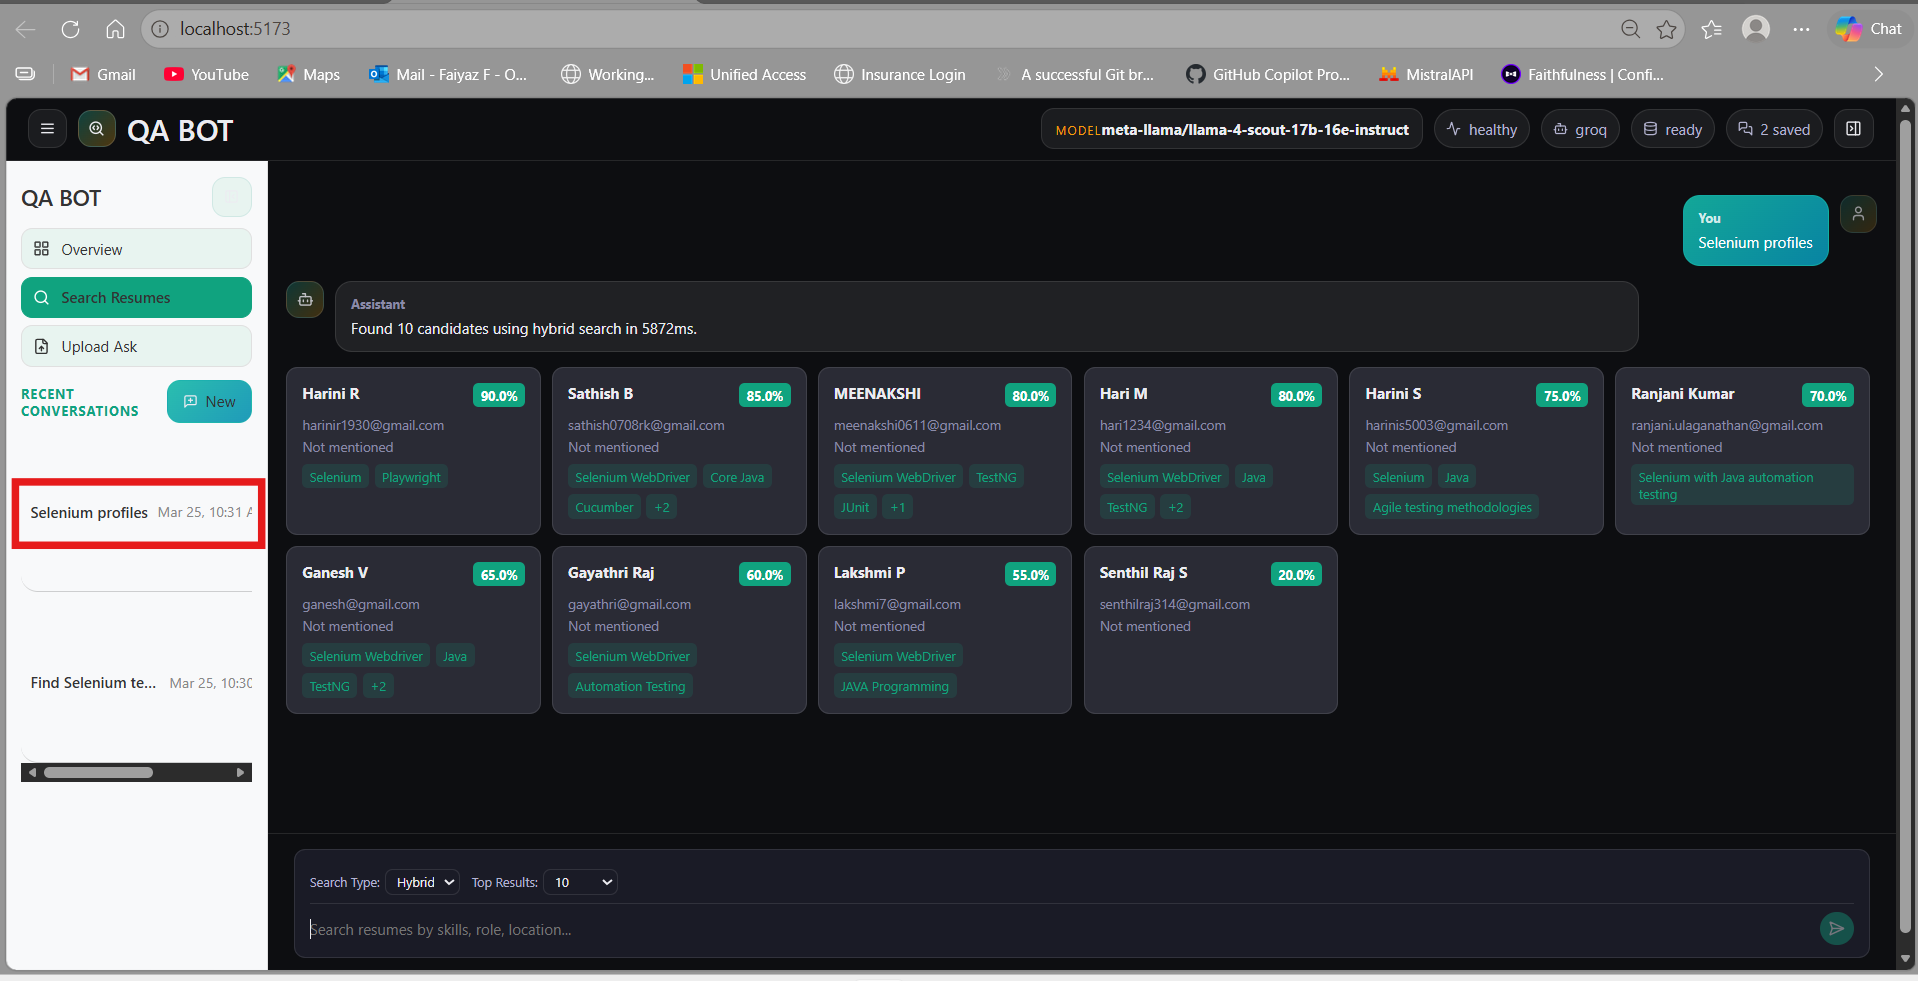 localhost:5173
Chat
Gmail
YouTube
Maps
Mail - Faiyaz F - O...
Working...
Unified Access
Insurance Login
A successful Git br...
GitHub Copilot Pro...
MistralAPI
Faithfulness | Confi...
QA BOT
MODEL meta-llama/llama-4-scout-17b-16e-instruct
healthy
groq
ready
2 saved
QA BOT
Overview
Search Resumes
Upload Ask
RECENT
CONVERSATIONS
New
Selenium profiles Mar 25, 10:31 A
Find Selenium te... Mar 25, 10:30
You
Selenium profiles
Assistant
Found 10 candidates using hybrid search in 5872ms.
Harini R 90.0%
harinir1930@gmail.com
Not mentioned
Selenium Playwright
Sathish B 85.0%
sathish0708rk@gmail.com
Not mentioned
Selenium WebDriver Core Java
Cucumber +2
MEENAKSHI 80.0%
meenakshi0611@gmail.com
Not mentioned
Selenium WebDriver TestNG
JUnit +1
Hari M 80.0%
hari1234@gmail.com
Not mentioned
Selenium WebDriver Java
TestNG +2
Harini S 75.0%
harinis5003@gmail.com
Not mentioned
Selenium Java
Agile testing methodologies
Ranjani Kumar 70.0%
ranjani.ulaganathan@gmail.com
Not mentioned
Selenium with Java automation
testing
Ganesh V 65.0%
ganesh@gmail.com
Not mentioned
Selenium Webdriver Java
TestNG +2
Gayathri Raj 60.0%
gayathri@gmail.com
Not mentioned
Selenium WebDriver
Automation Testing
Lakshmi P 55.0%
lakshmi7@gmail.com
Not mentioned
Selenium WebDriver
JAVA Programming
Senthil Raj S 20.0%
senthilraj314@gmail.com
Not mentioned
Search Type: Hybrid Top Results: 10
Search resumes by skills, role, location...